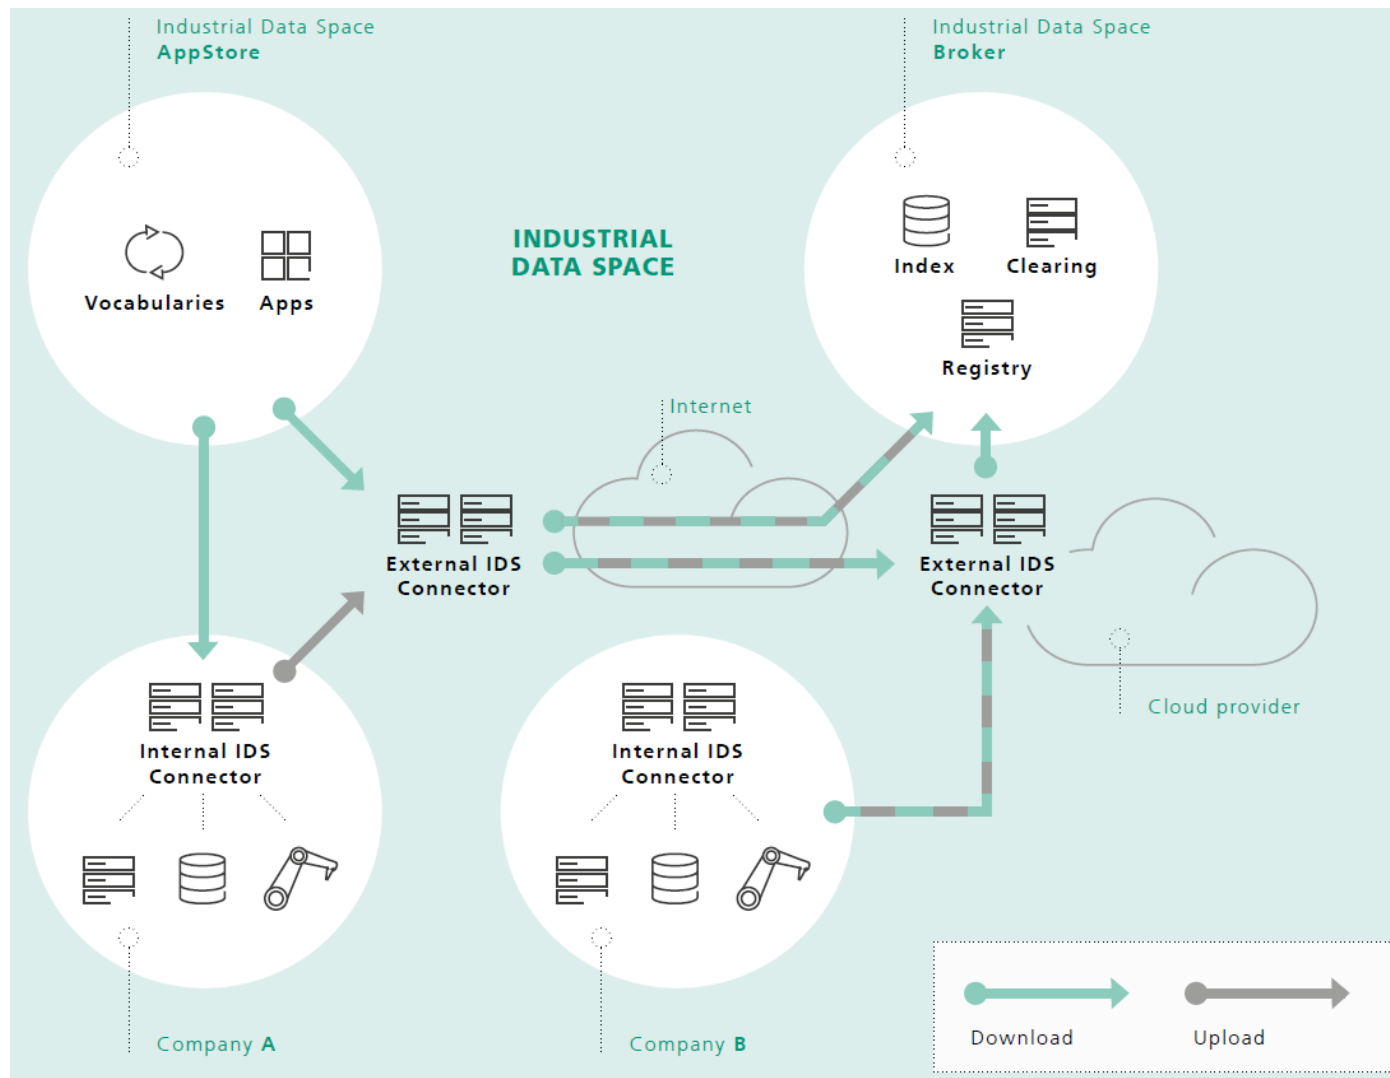 Industrial Data Space
AppStore
Industrial Data Space
Broker
Vocabularies
Apps
INDUSTRIAL
DATA SPACE
Index
Clearing
Registry
Internet
External IDS
Connector
External IDS
Connector
Internal IDS
Connector
Internal IDS
Connector
Cloud provider
Company A
Company B
Download
Upload